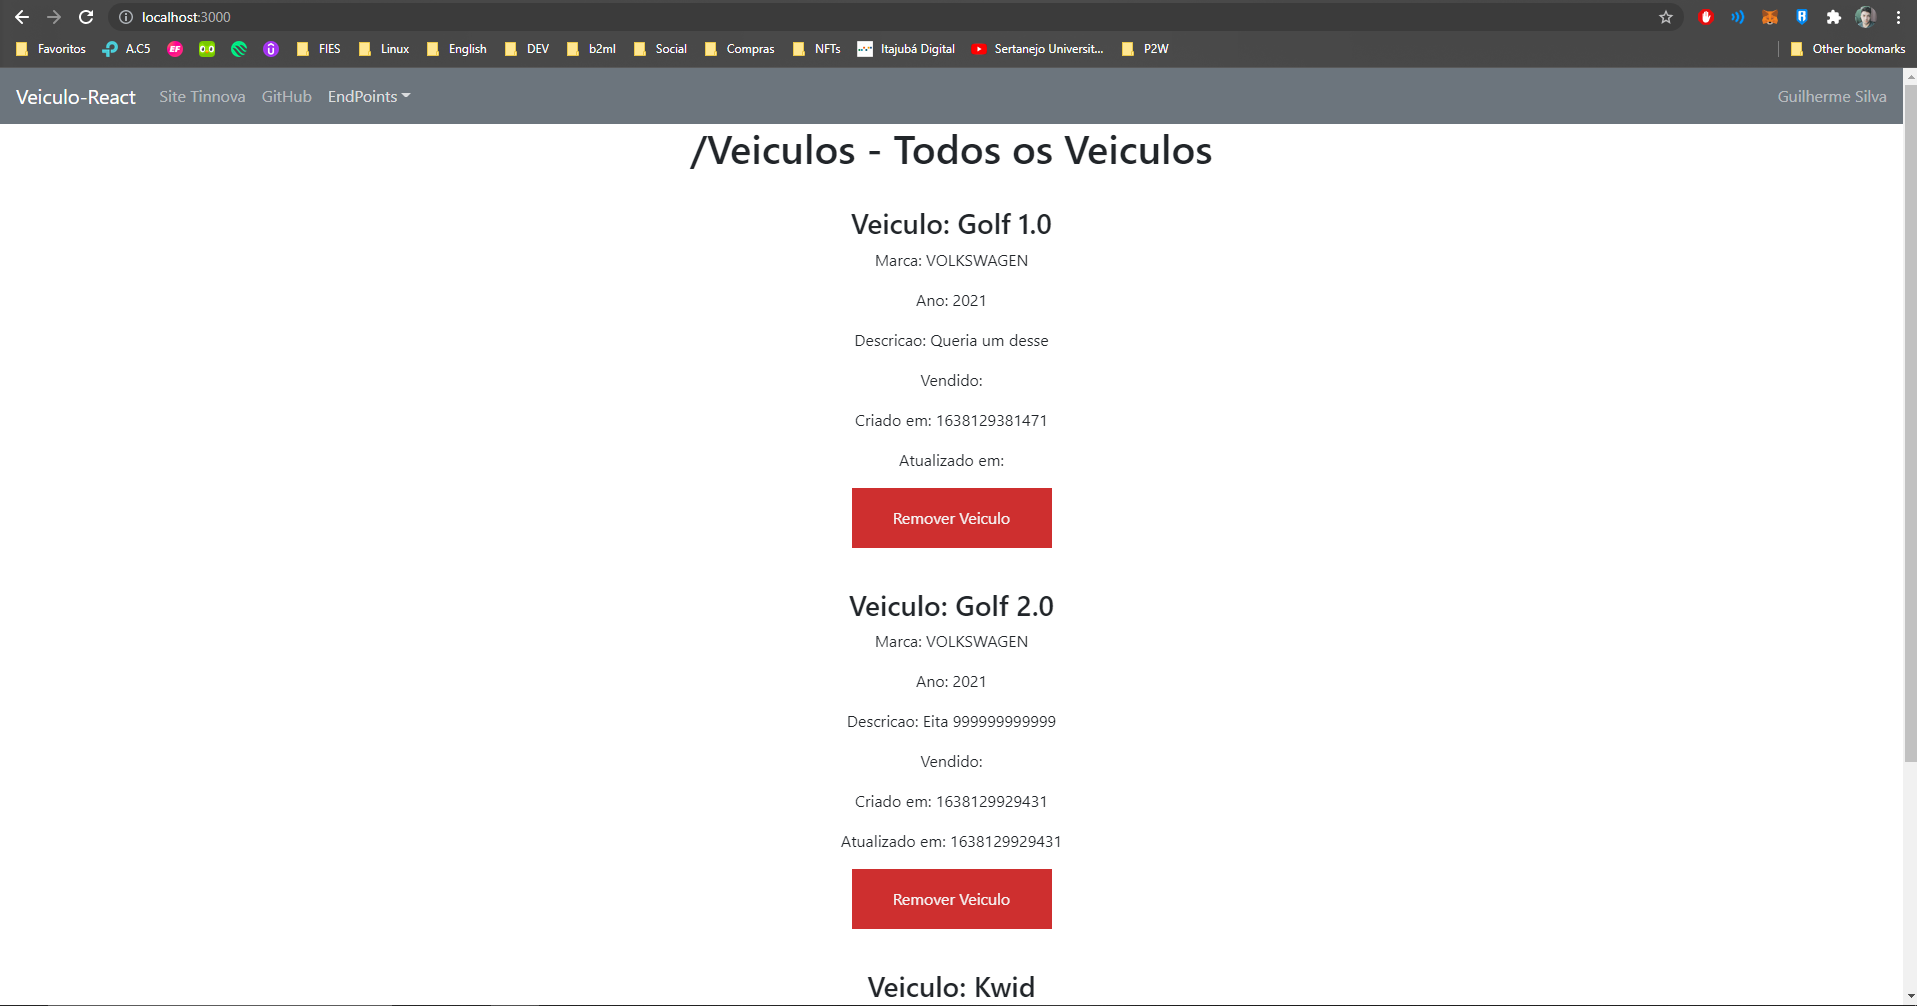 localhost:3000
Favoritos A.C5 EF FIES Linux English DEV b2ml Social Compras NFTs Itajubá Digital Sertanejo Universit... P2W Other bookmarks
Veiculo-React Site Tinnova GitHub EndPoints Guilherme Silva
/Veiculos - Todos os Veiculos
Veiculo: Golf 1.0
Marca: VOLKSWAGEN
Ano: 2021
Descricao: Queria um desse
Vendido:
Criado em: 1638129381471
Atualizado em:
Remover Veiculo
Veiculo: Golf 2.0
Marca: VOLKSWAGEN
Ano: 2021
Descricao: Eita 999999999999
Vendido:
Criado em: 1638129929431
Atualizado em: 1638129929431
Remover Veiculo
Veiculo: Kwid